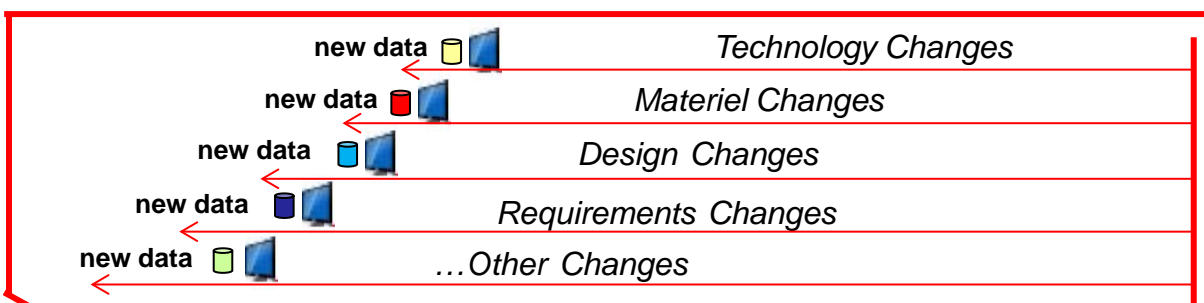 new data Technology Changes
new data Materiel Changes
new data Design Changes
new data Requirements Changes
new data …Other Changes